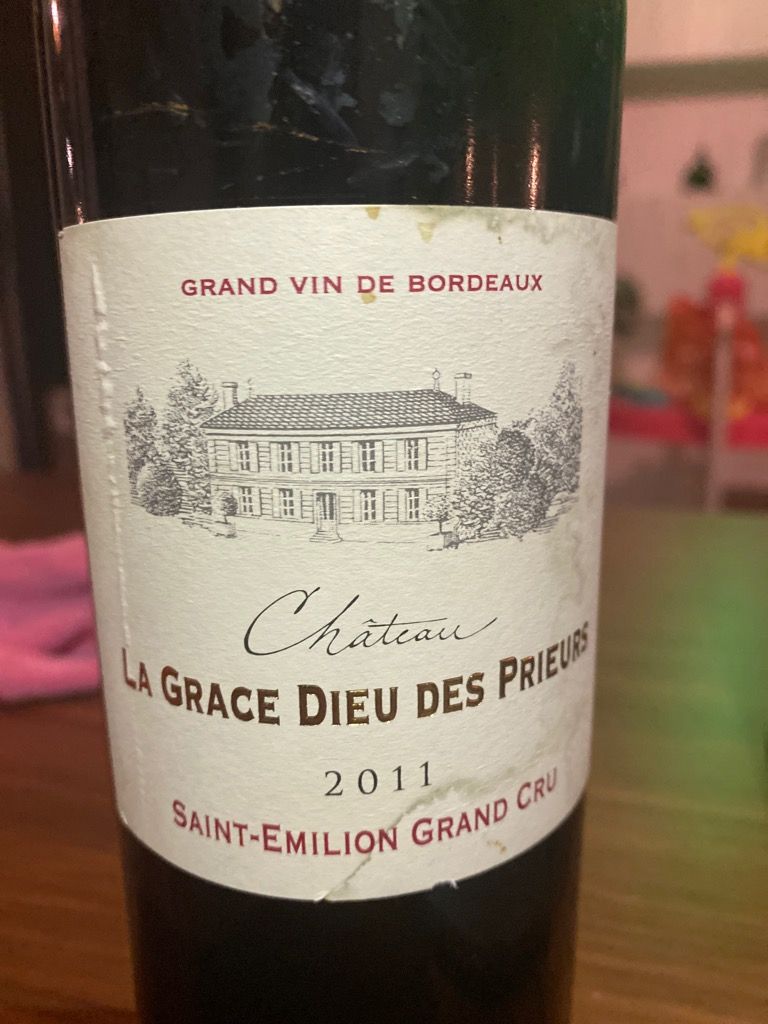 GRAND VIN DE BORDEAUX
Château
LA GRACE DIEU DES PRIEURS
2011
SAINT-EMILION GRAND CRU